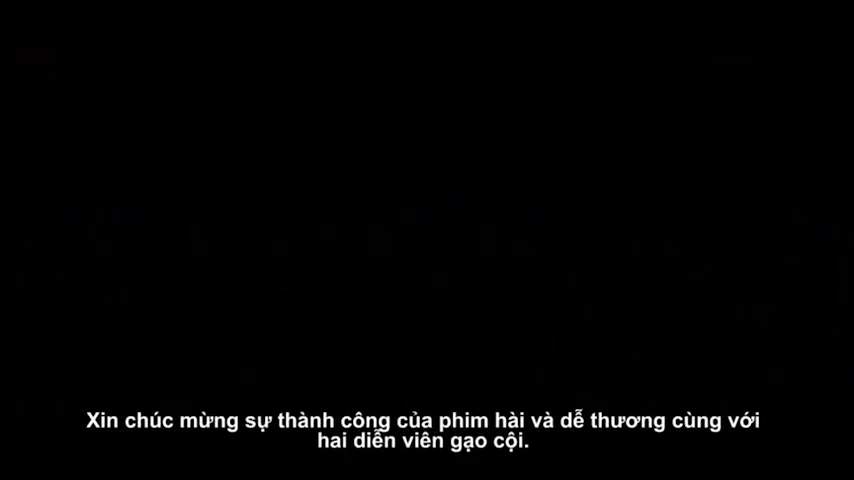 Xin chúc mừng sự thành công của phim hài và dễ thương cùng với
hai diễn viên gạo cội.